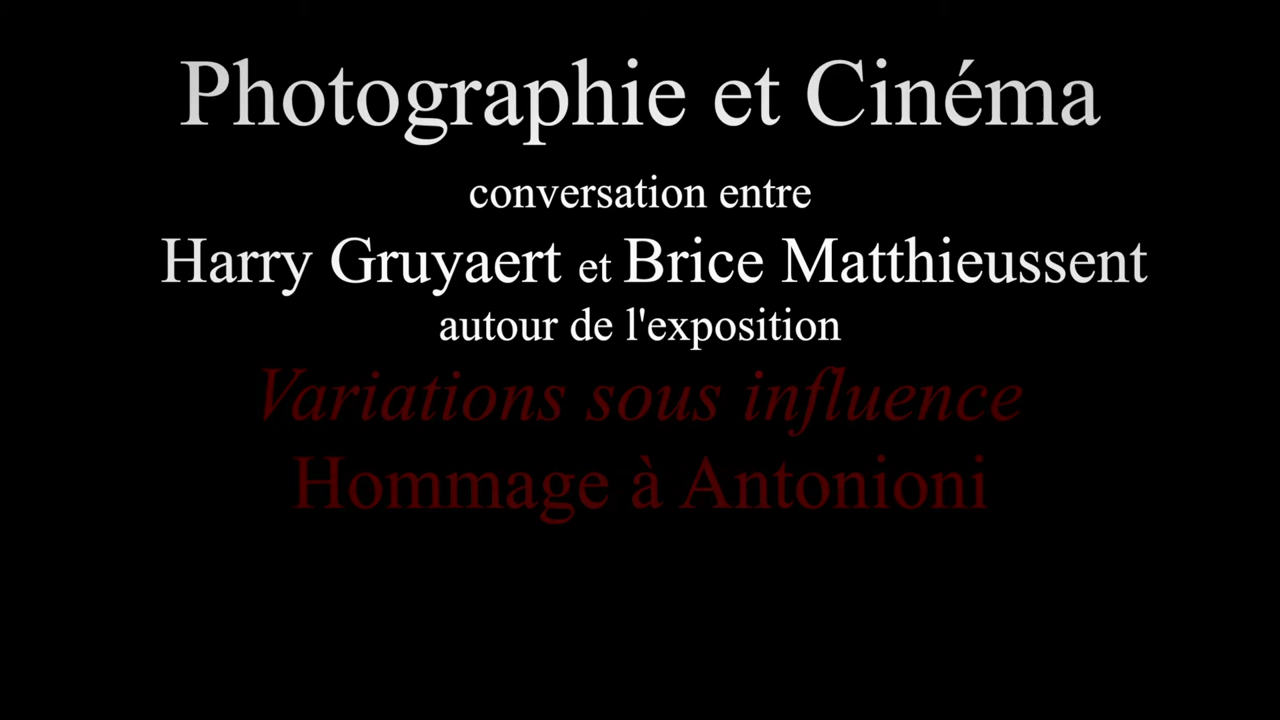 Photographie et Cinéma
conversation entre
Harry Gruyaert et Brice Matthieussent
autour de l'exposition
Variations sous influence
Hommage à Antonioni